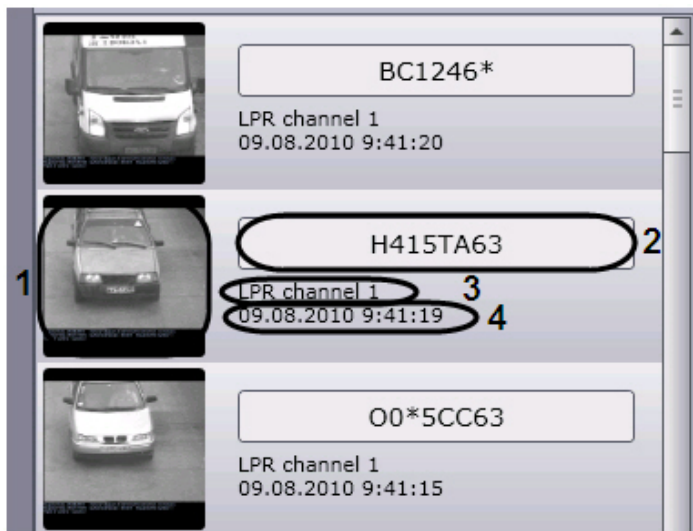 BC1246*
LPR channel 1
09.08.2010 9:41:20
1
H415TA63
2
LPR channel 1
3
09.08.2010 9:41:19
4
O0*5CC63
LPR channel 1
09.08.2010 9:41:15